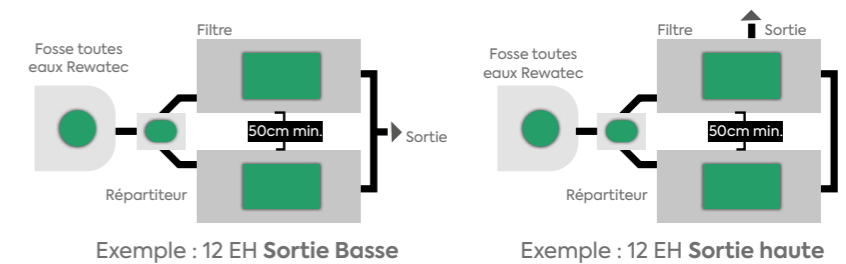 Filtre
Fosse toutes
eaux Rewatec
50cm min.
Sortie
Répartiteur
Exemple : 12 EH Sortie Basse
Filtre
Sortie
Fosse toutes
eaux Rewatec
50cm min.
Répartiteur
Exemple : 12 EH Sortie haute